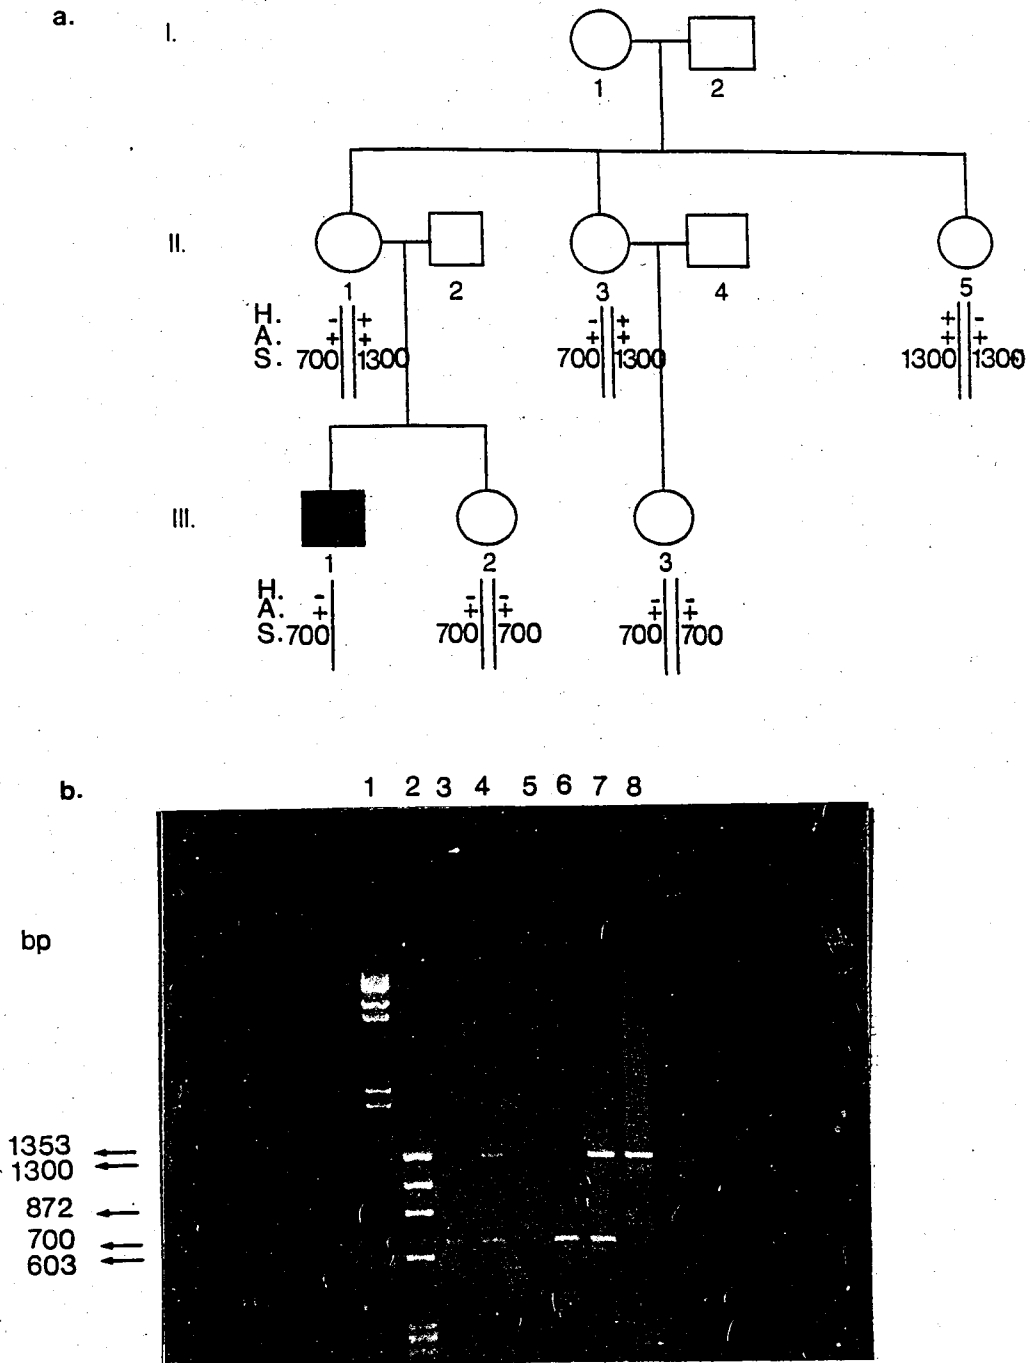 a.
I.
1 2
II.
1 2 3 4 5
H. - + - + + -
A. + + + + + +
S. 700 1300 700 1300 1300 1300
III.
1 2 3
H. - - - - -
A. + + + + +
S. 700 700 700 700 700
b.
1 2 3 4 5 6 7 8
bp
1353
1300
872
700
603